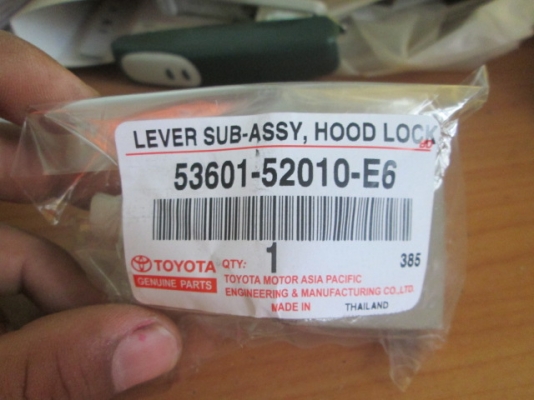 LEVER SUB-ASSY, HOOD LOCK
53601-52010-E6
TOYOTA
GENUINE PARTS
QTY: 1
385
TOYOTA MOTOR ASIA PACIFIC
ENGINEERING & MANUFACTURING CO.,LTD.
MADE IN THAILAND